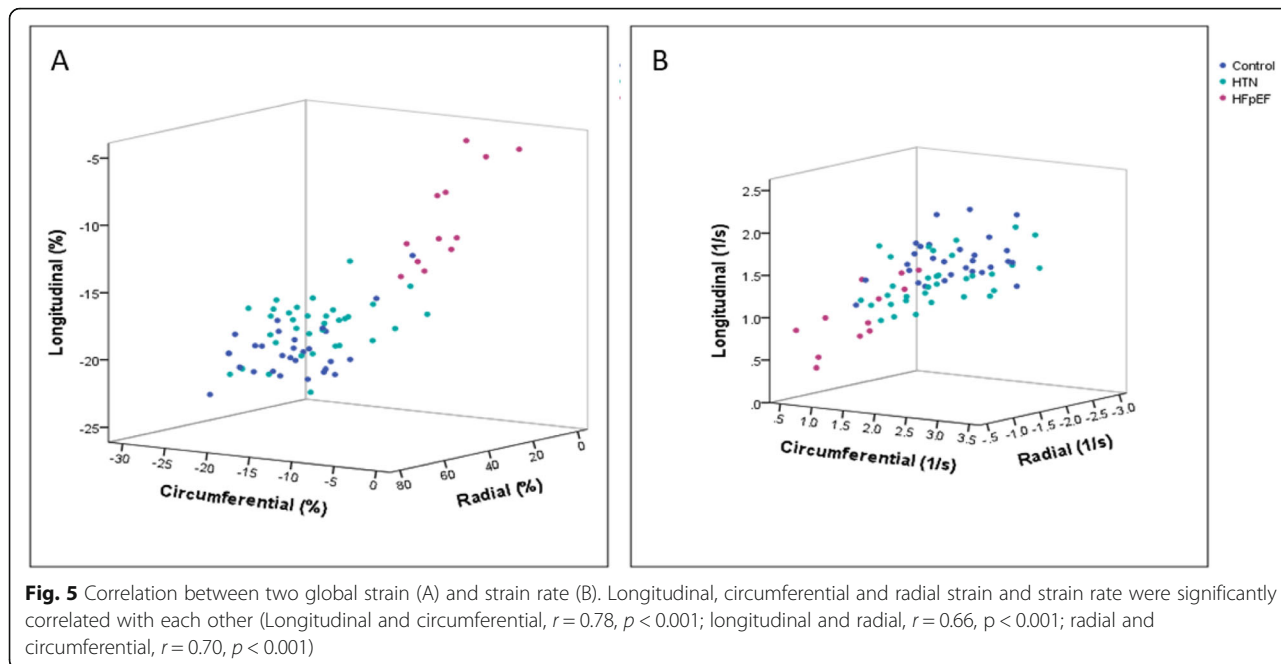 A
-5
-10
-15
-20
-25
Longitudinal (%)
-30
-25
-20
-15
-10
-5
0
Circumferential (%)
80
60
40
20
0
Radial (%)
B
Control
HTN
HFpEF
2.5
2.0
1.5
1.0
.5
.0
Longitudinal (1/s)
.5
1.0
1.5
2.0
2.5
3.0
3.5
Circumferential (1/s)
-.5
-1.0
-1.5
-2.0
-2.5
-3.0
Radial (1/s)
Fig. 5 Correlation between two global strain (A) and strain rate (B). Longitudinal, circumferential and radial strain and strain rate were significantly
correlated with each other (Longitudinal and circumferential, r = 0.78, p < 0.001; longitudinal and radial, r = 0.66, p < 0.001; radial and
circumferential, r = 0.70, p < 0.001)